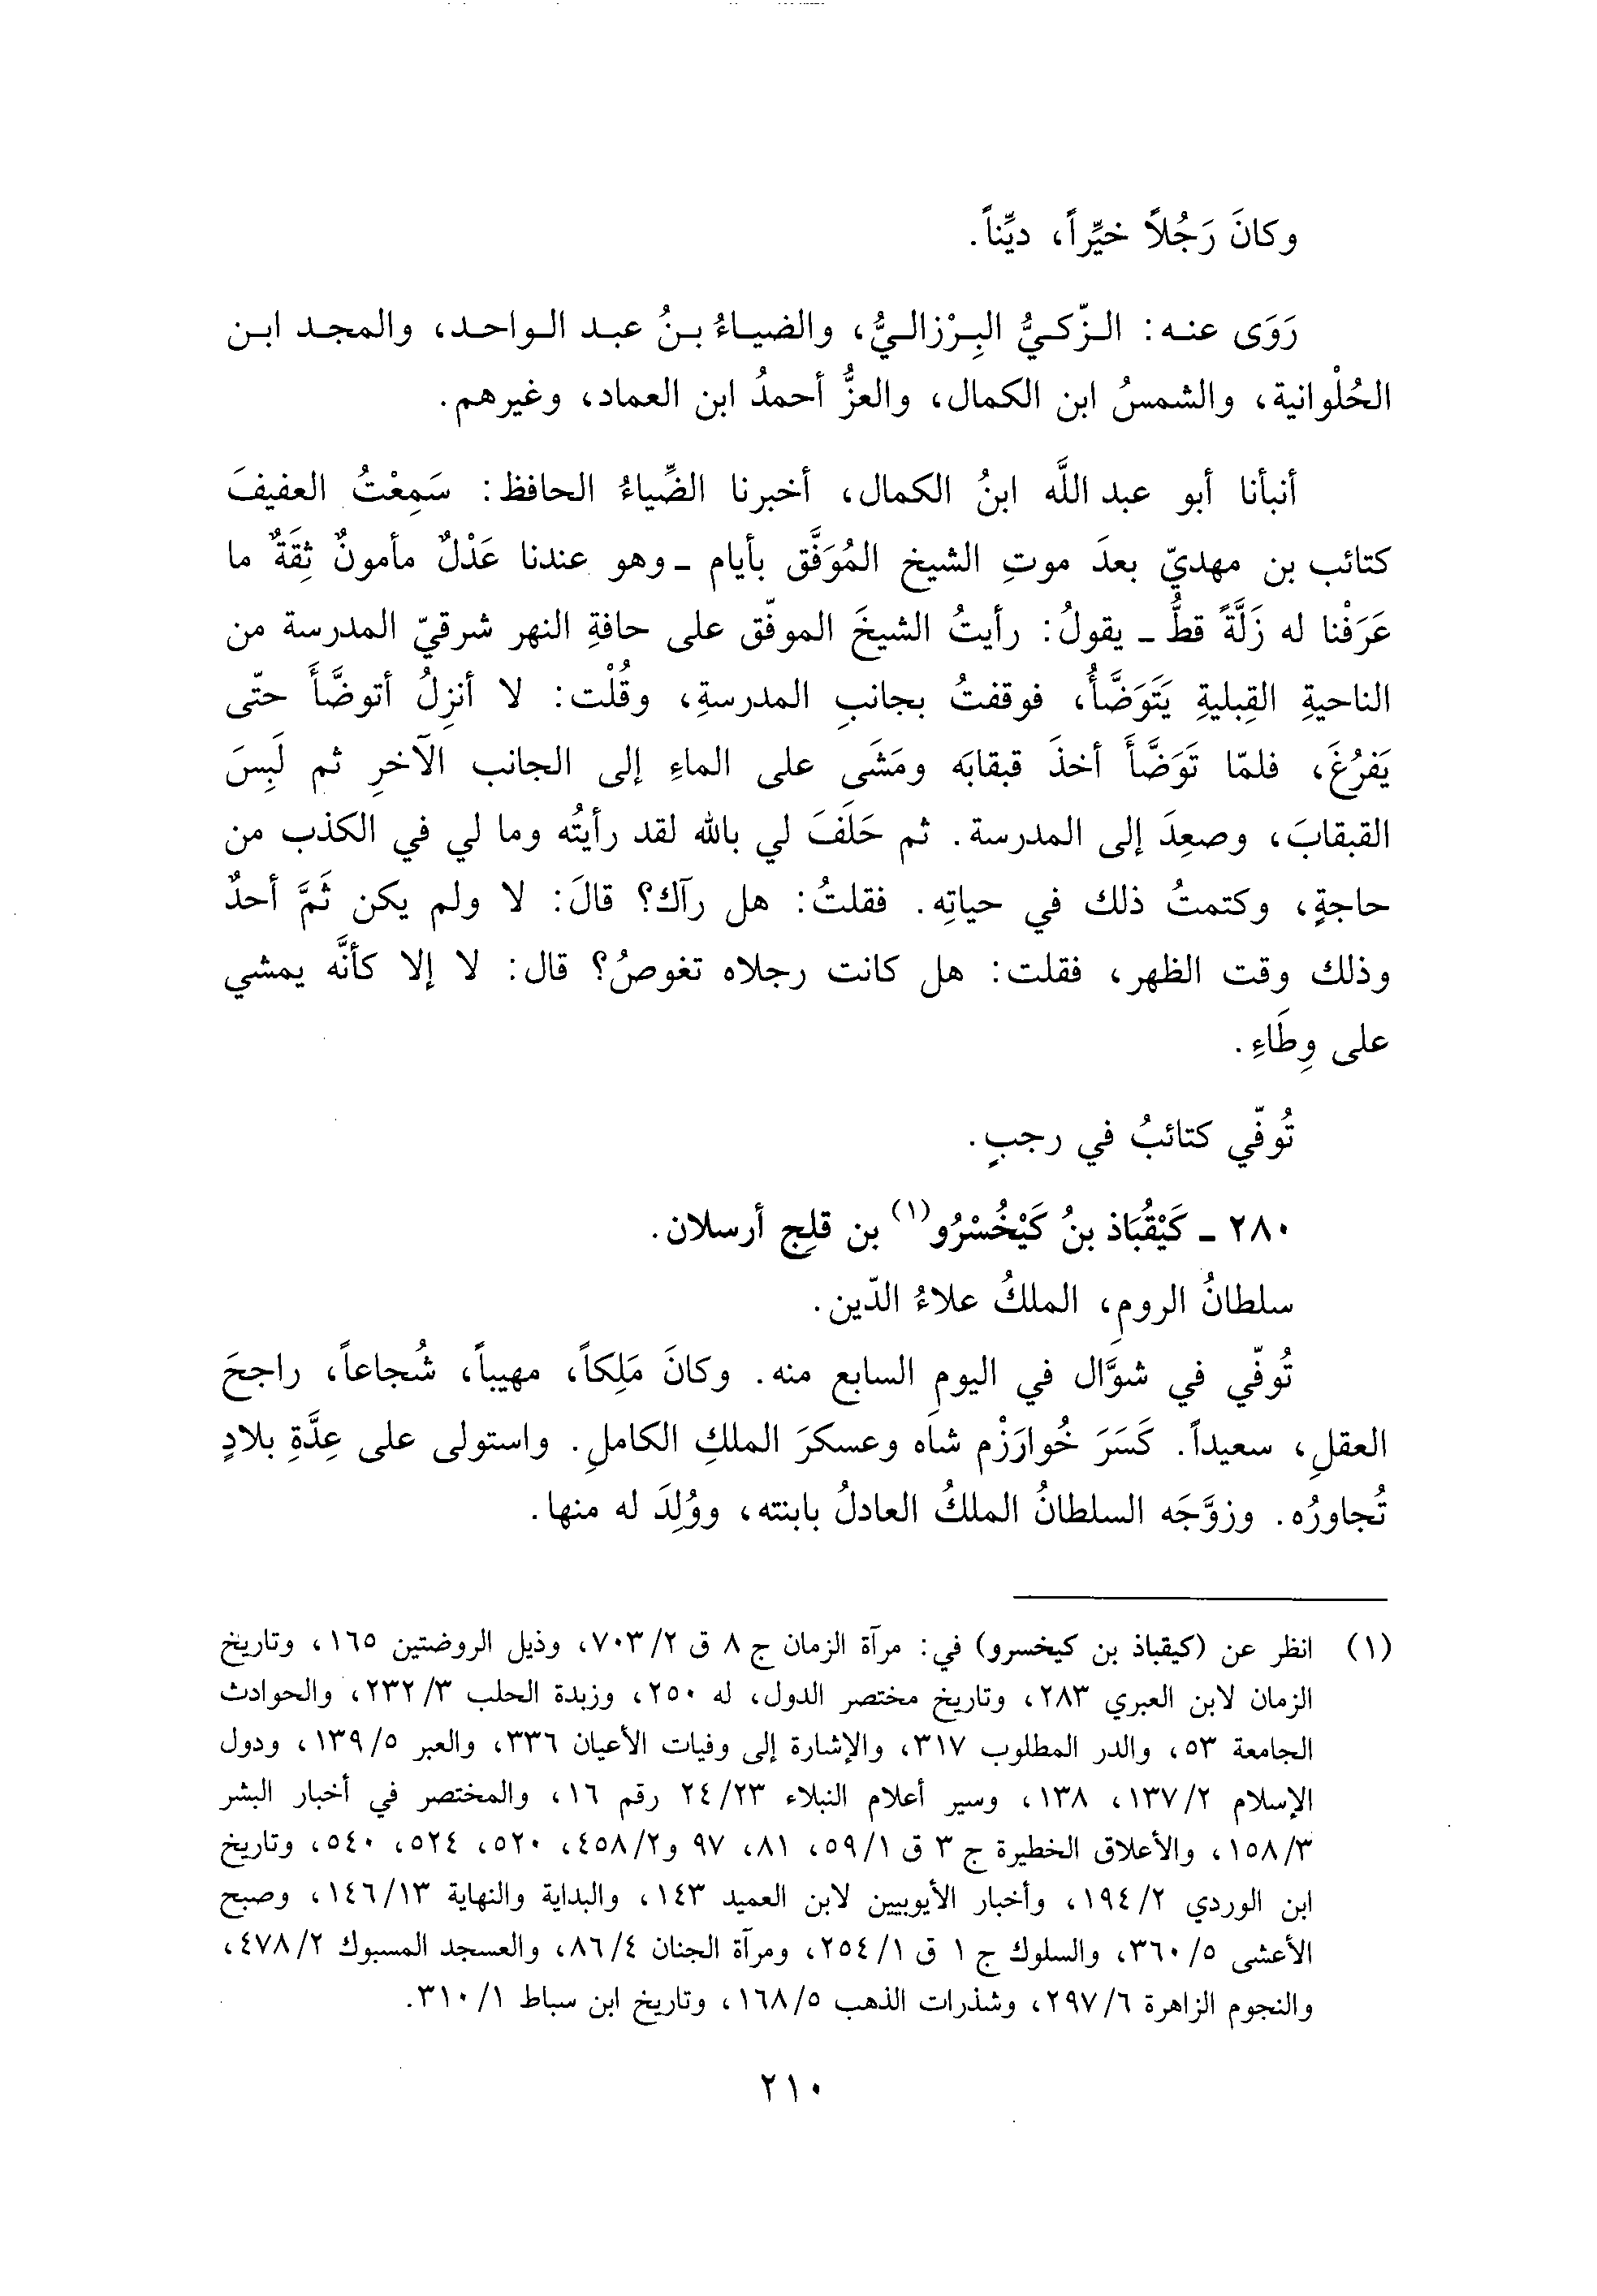 وكانَ رَجُلاً خيِّراً، ديِّناً.
رَوَى عنه: الزّكيُّ البِرْزاليُّ، والضياءُ بنُ عبد الواحد، والمجد ابن
الحُلْوانية، والشمسُ ابن الكمال، والعزُّ أحمدُ ابن العماد، وغيرهم.
أنبأنا أبو عبد اللَّه ابنُ الكمال، أخبرنا الضِّياءُ الحافظ: سَمِعْتُ العفيفَ
كتائب بن مهديّ بعدَ موتِ الشيخ المُوَفَّق بأيام ـ وهو عندنا عَدْلٌ مأمونٌ ثِقَةٌ ما
عَرَفْنا له زَلَّةً قطُّ ـ يقولُ: رأيتُ الشيخَ الموفّق على حافةِ النهر شرقيّ المدرسة من
الناحيةِ القِبليةِ يَتَوَضَّأُ، فوقفتُ بجانبِ المدرسةِ، وقُلْت: لا أنزِلُ أتوضَّأَ حتّى
يَفرُغَ، فلمّا تَوَضَّأَ أخذَ قبقابَه ومَشَى على الماءِ إلى الجانب الآخرِ ثم لَبِسَ
القبقابَ، وصعِدَ إلى المدرسة. ثم حَلَفَ لي بالله لقد رأيتُه وما لي في الكذب من
حاجةٍ، وكتمتُ ذلك في حياتِه. فقلتُ: هل رآك؟ قالَ: لا ولم يكن ثَمَّ أحدٌ
وذلك وقت الظهر، فقلت: هل كانت رجلاه تغوصُ؟ قال: لا إلا كأنَّه يمشي
على وِطَاءِ.
تُوفّي كتائبُ في رجبٍ.
٢٨٠ ـ كَيْقُبَاذ بنُ كَيْخُسْرُو(١) بن قلِج أرسلان.
سلطانُ الرومِ، الملكُ علاءُ الدّين.
تُوفّي في شوَّال في اليومِ السابع منه. وكانَ مَلِكاً، مهيباً، شُجاعاً، راجحَ
العقلِ، سعيداً. كَسَرَ خُوارَزْم شاه وعسكرَ الملكِ الكاملِ. واستولى على عِدَّةِ بلادٍ
تُجاورُه. وزوَّجَه السلطانُ الملكُ العادلُ بابنته، ووُلِدَ له منها.
(١) انظر عن (كيقباذ بن كيخسرو) في: مرآة الزمان ج ٨ ق ٢/ ٧٠٣، وذيل الروضتين ١٦٥، وتاريخ
الزمان لابن العبري ٢٨٣، وتاريخ مختصر الدول، له ٢٥٠، وزبدة الحلب ٣/ ٢٣٢، والحوادث
الجامعة ٥٣، والدر المطلوب ٣١٧، والإشارة إلى وفيات الأعيان ٣٣٦، والعبر ٥/ ١٣٩، ودول
الإسلام ٢/ ١٣٧، ١٣٨، وسير أعلام النبلاء ٢٣/ ٢٤ رقم ١٦، والمختصر في أخبار البشر
٣/ ١٥٨، والأعلاق الخطيرة ج ٣ ق ١/ ٥٩، ٨١، ٩٧ و٢/ ٤٥٨، ٥٢٠، ٥٢٤، ٥٤٠، وتاريخ
ابن الوردي ٢/ ١٩٤، وأخبار الأيوبيين لابن العميد ١٤٣، والبداية والنهاية ١٣/ ١٤٦، وصبح
الأعشى ٥/ ٣٦٠، والسلوك ج ١ ق ١/ ٢٥٤، ومرآة الجنان ٤/ ٨٦، والعسجد المسبوك ٢/ ٤٧٨،
والنجوم الزاهرة ٦/ ٢٩٧، وشذرات الذهب ٥/ ١٦٨، وتاريخ ابن سباط ١/ ٣١٠.
٢١٠